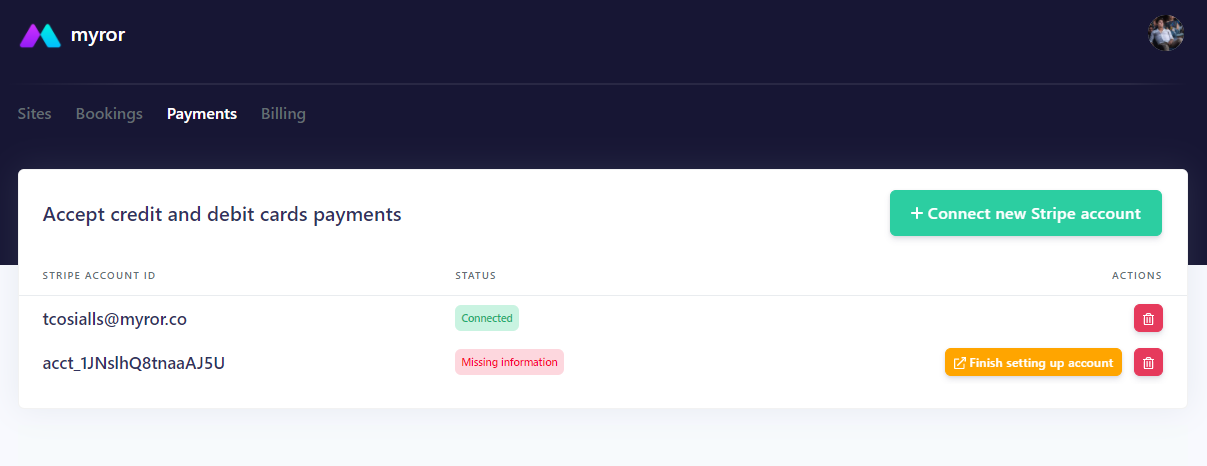 myror
Sites Bookings Payments Billing
Accept credit and debit cards payments
+ Connect new Stripe account
STRIPE ACCOUNT ID STATUS ACTIONS
tcosialls@myror.co Connected
acct_1JNslhQ8tnaaAJ5U Missing information Finish setting up account